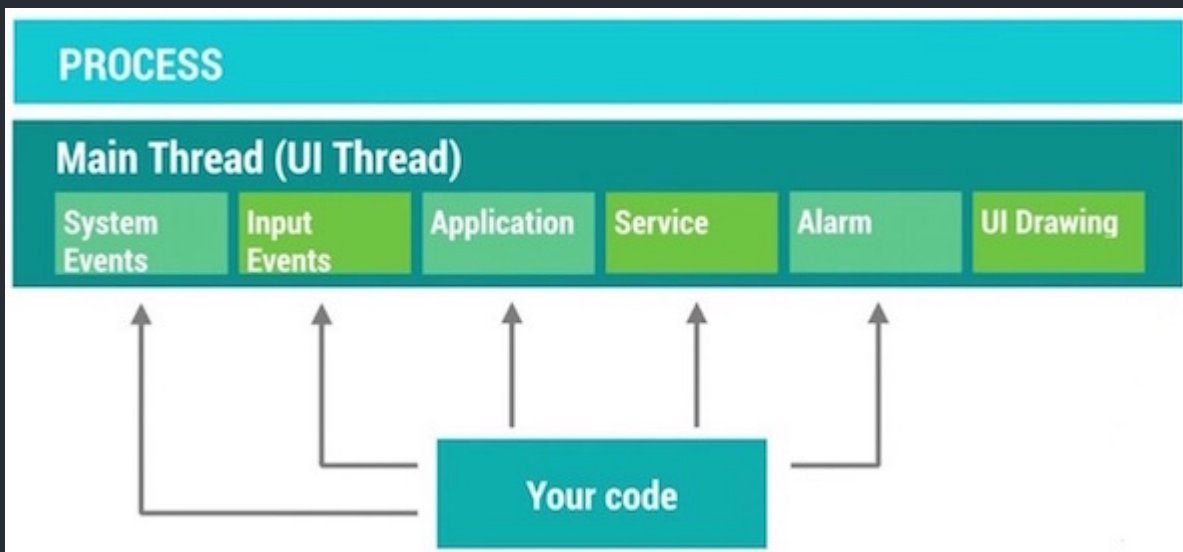 PROCESS
Main Thread (UI Thread)
System
Events
Input
Events
Application
Service
Alarm
UI Drawing
Your code